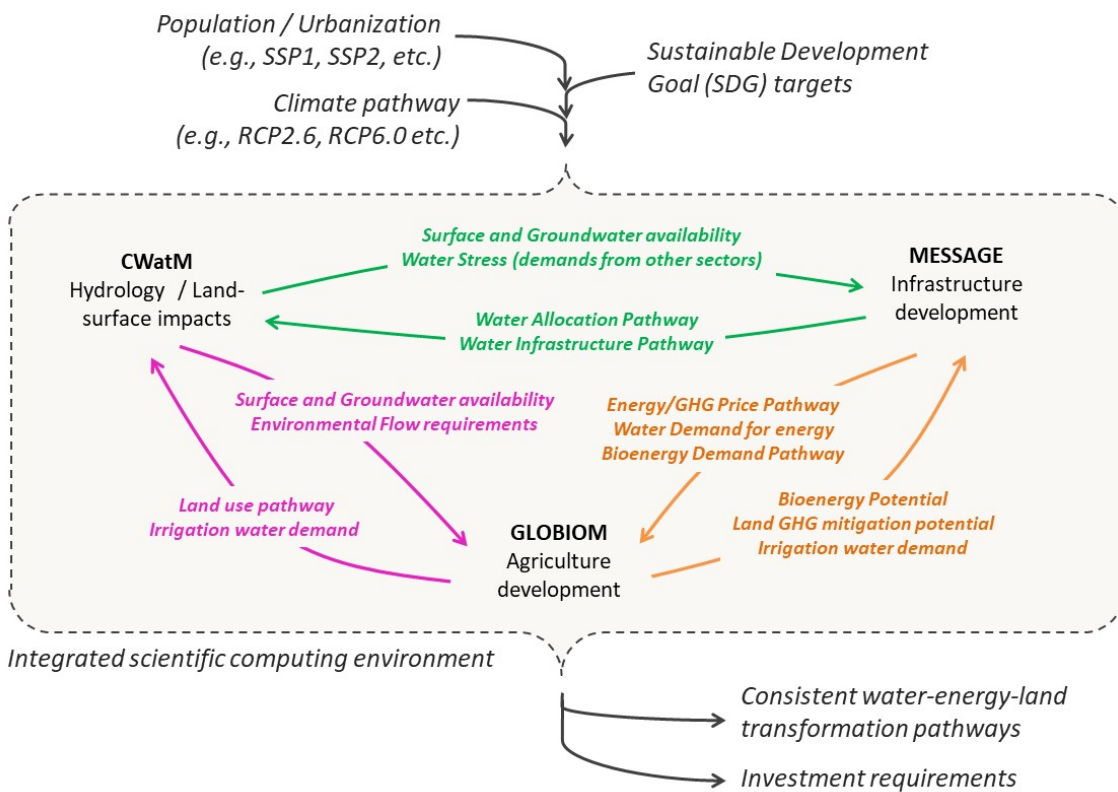 Population / Urbanization
(e.g., SSP1, SSP2, etc.)
Sustainable Development
Goal (SDG) targets
Climate pathway
(e.g., RCP2.6, RCP6.0 etc.)
CWatM
Hydrology / Land-
surface impacts
Surface and Groundwater availability
Water Stress (demands from other sectors)
MESSAGE
Infrastructure
development
Water Allocation Pathway
Water Infrastructure Pathway
Surface and Groundwater availability
Environmental Flow requirements
Energy/GHG Price Pathway
Water Demand for energy
Bioenergy Demand Pathway
Land use pathway
Irrigation water demand
Bioenergy Potential
Land GHG mitigation potential
Irrigation water demand
GLOBIOM
Agriculture
development
Integrated scientific computing environment
Consistent water-energy-land
transformation pathways
Investment requirements